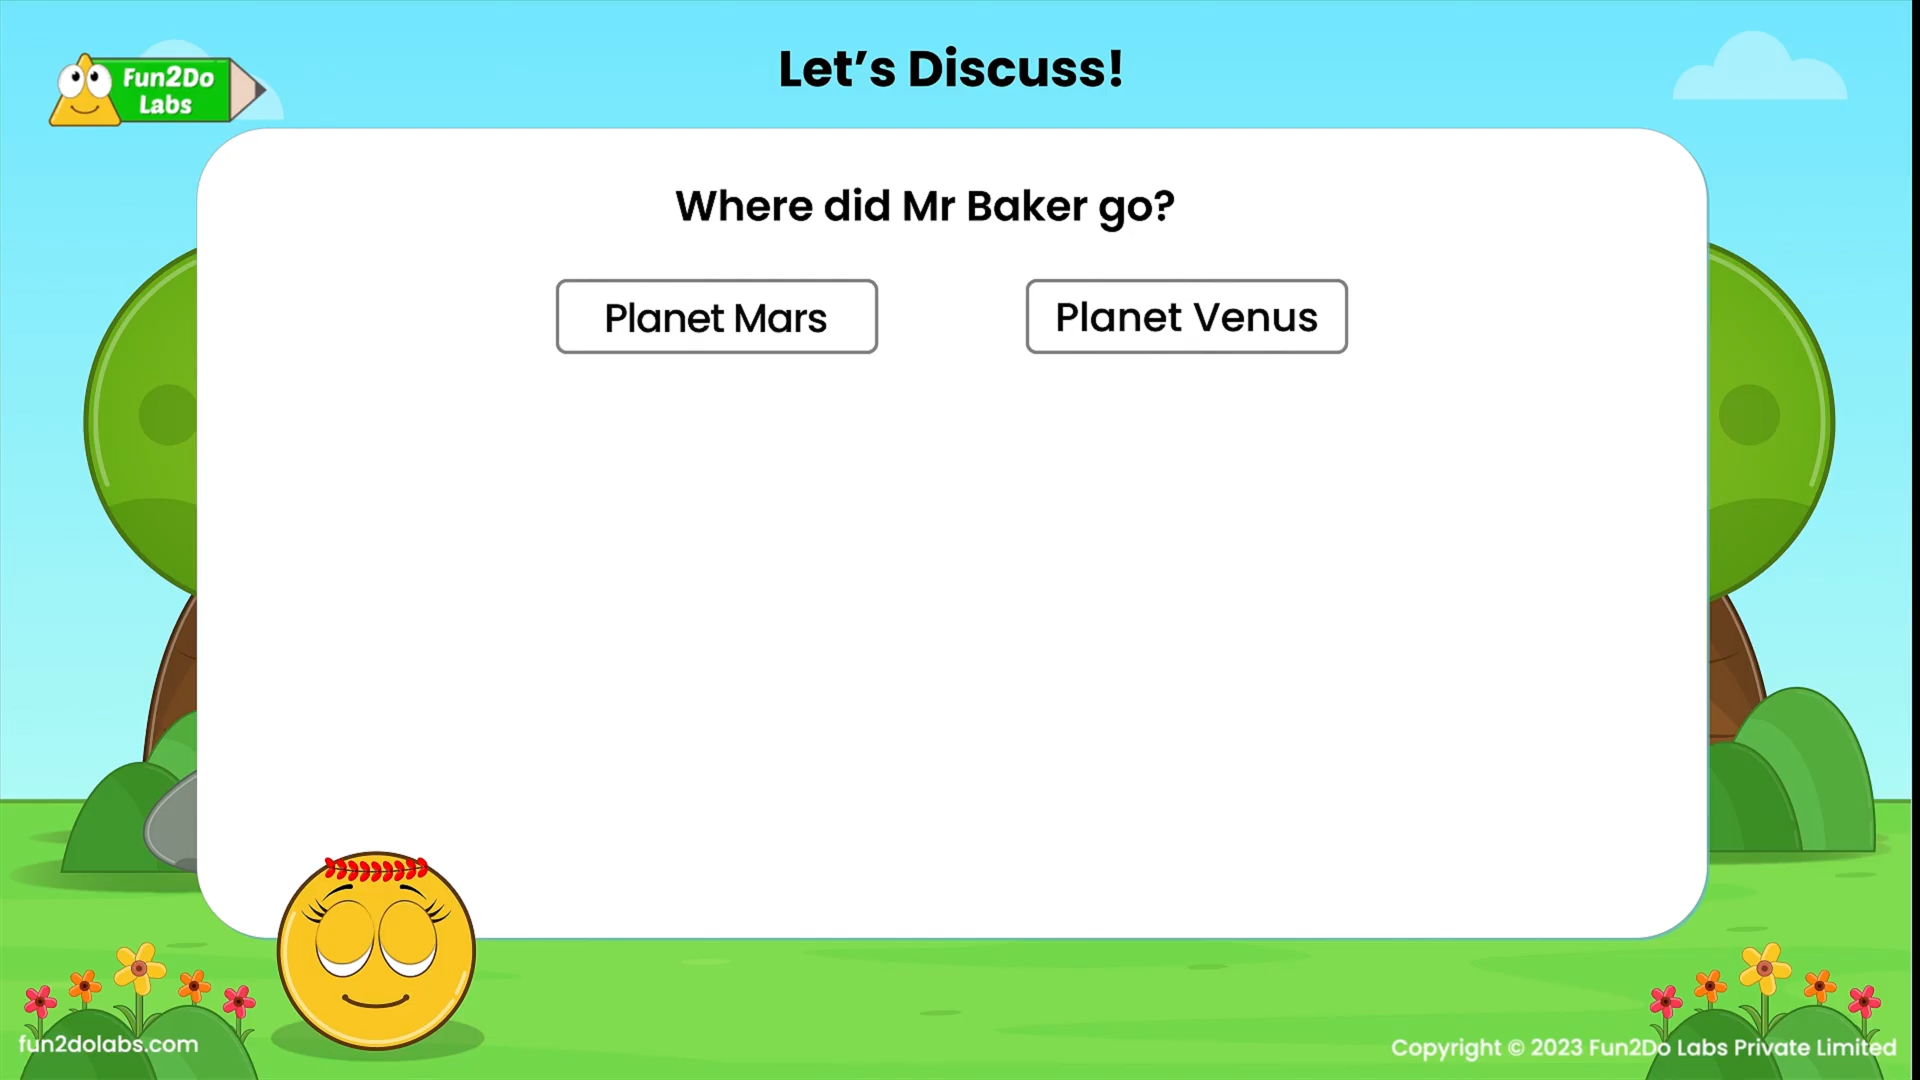 Fun2Do
Labs
Let’s Discuss!
Where did Mr Baker go?
Planet Mars
Planet Venus
fun2dolabs.com
Copyright © 2023 Fun2Do Labs Private Limited